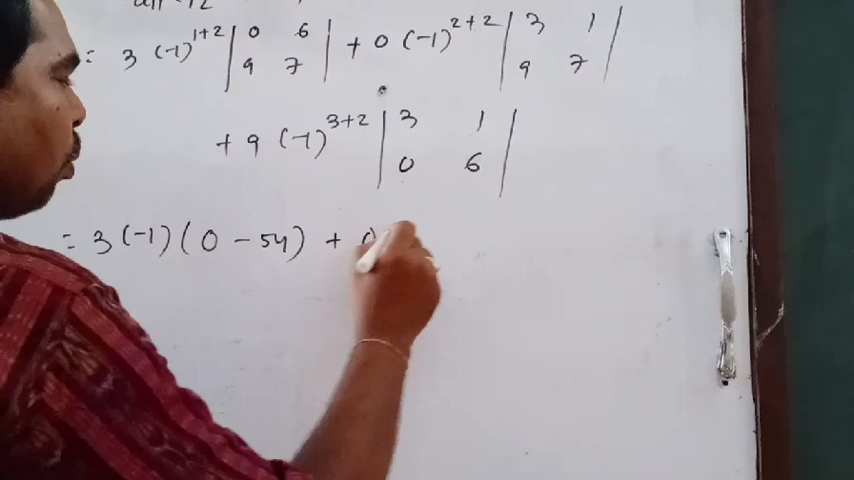 = 3 (-1)^{1+2} | 0 6 | + 0 (-1)^{2+2} | 3 1 |
| 9 7 | | 9 7 |
+ 9 (-1)^{3+2} | 3 1 |
| 0 6 |
= 3 (-1) (0 - 54) + 0